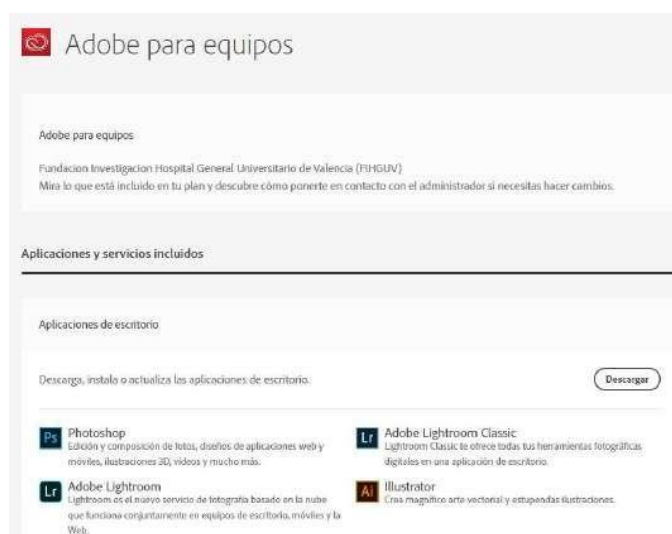 Adobe para equipos
Adobe para equipos
Fundacion Investigacion Hospital General Universitario de Valencia (FIHGUV)
Mira lo que está incluido en tu plan y descubre cómo ponerte en contacto con el administrador si necesitas hacer cambios.
Aplicaciones y servicios incluidos
Aplicaciones de escritorio
Descarga, instala o actualiza las aplicaciones de escritorio.
Descargar
Ps
Photoshop
Edición y composición de fotos, diseños de aplicaciones web y
móviles, ilustraciones 3D, vídeos y mucho más.
Lr
Adobe Lightroom Classic
Lightroom Classic te ofrece todas tus herramientas fotográficas
digitales en una aplicación de escritorio.
Lr
Adobe Lightroom
Lightroom es el nuevo servicio de fotografía basado en la nube
que funciona conjuntamente en equipos de escritorio, móviles y la
Web.
Ai
Illustrator
Crea magnífico arte vectorial y estupendas ilustraciones.